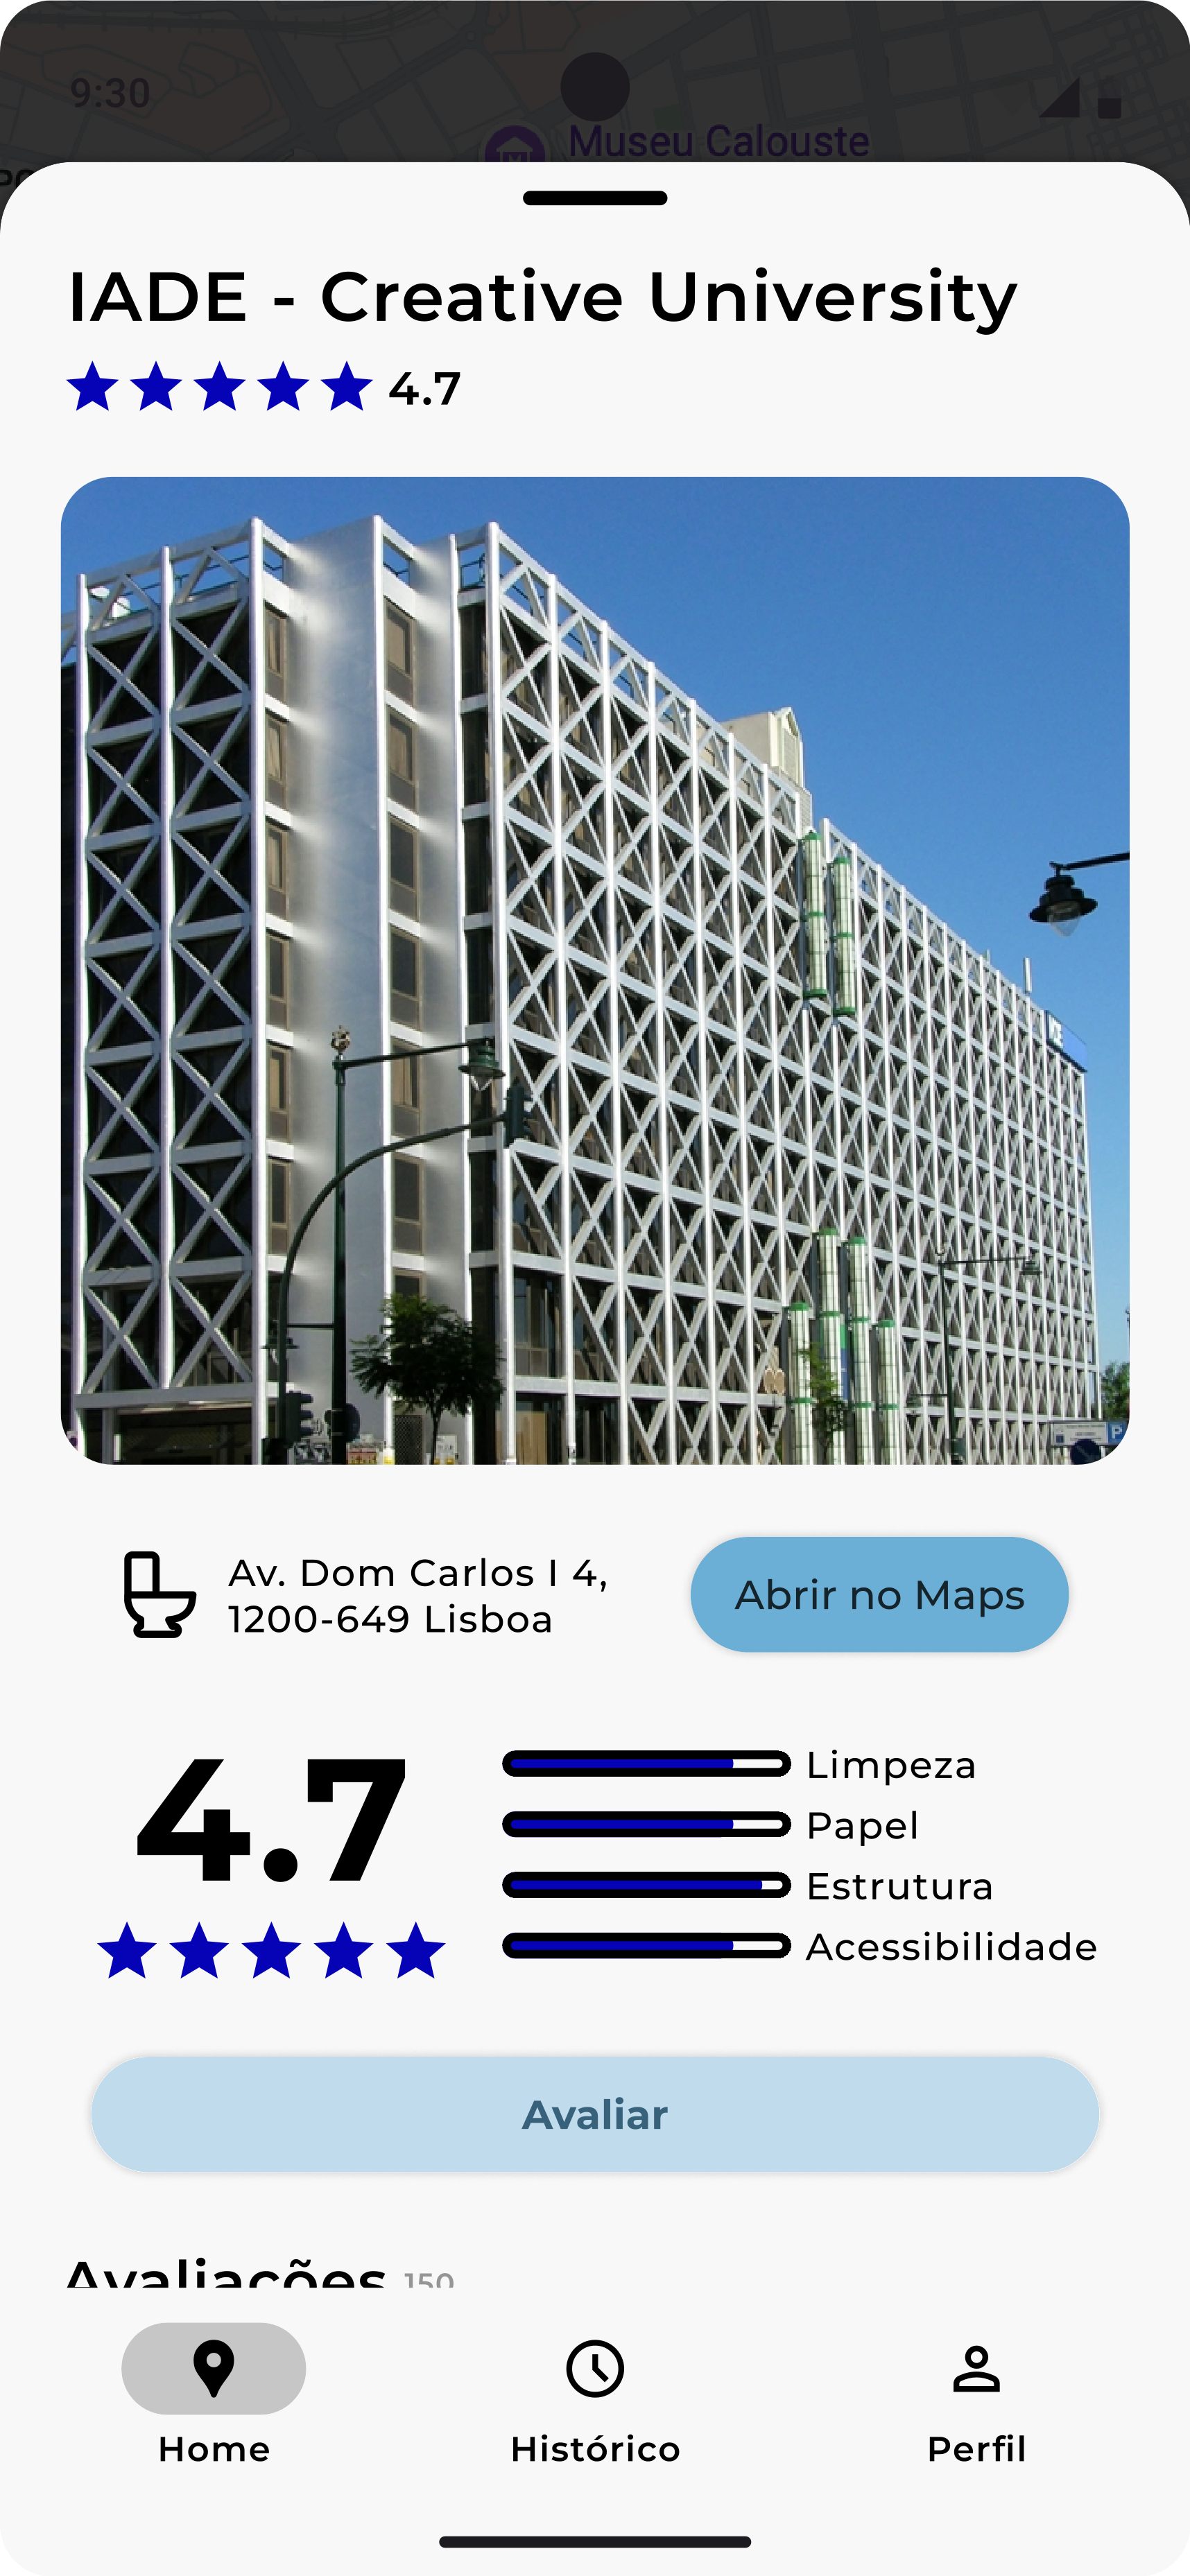 9:30
Museu Calouste
IADE - Creative University
4.7
Av. Dom Carlos I 4,
1200-649 Lisboa
Abrir no Maps
4.7
Limpeza
Papel
Estrutura
Acessibilidade
Avaliar
Avaliações 150
Home
Histórico
Perfil